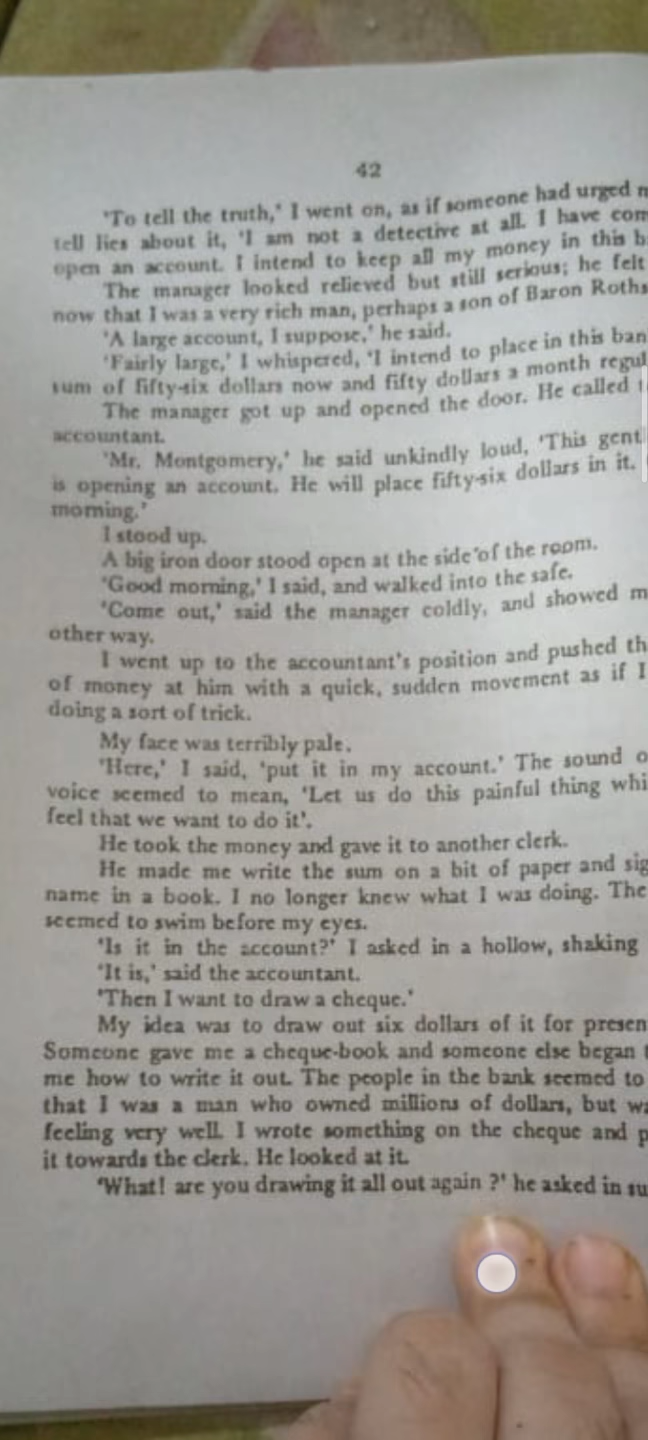 42
'To tell the truth,' I went on, as if someone had urged
tell lies about it, 'I am not a detective at all. I have
open an account. I intend to keep all my money in this
The manager looked relieved but still serious; he felt
now that I was a very rich man, perhaps a son of Baron
'A large account, I suppose,' he said.
'Fairly large,' I whispered, 'I intend to place in this
sum of fifty-six dollars now and fifty dollars a month
The manager got up and opened the door. He called
accountant.
'Mr. Montgomery,' he said unkindly loud, 'This
is opening an account. He will place fifty-six dollars in it.
morning.'
I stood up.
A big iron door stood open at the side of the room.
'Good morning,' I said, and walked into the safe.
'Come out,' said the manager coldly, and showed
other way.
I went up to the accountant's position and pushed
of money at him with a quick, sudden movement as if I
doing a sort of trick.
My face was terribly pale.
'Here,' I said, 'put it in my account.' The sound
voice seemed to mean, 'Let us do this painful thing
feel that we want to do it'.
He took the money and gave it to another clerk.
He made me write the sum on a bit of paper and
name in a book. I no longer knew what I was doing. The
seemed to swim before my eyes.
'Is it in the account?' I asked in a hollow, shaking
'It is,' said the accountant.
'Then I want to draw a cheque.'
My idea was to draw out six dollars of it for
Someone gave me a cheque-book and someone else began
me how to write it out. The people in the bank seemed to
that I was a man who owned millions of dollars, but
feeling very well. I wrote something on the cheque and
it towards the clerk. He looked at it.
'What! are you drawing it all out again ?' he asked in